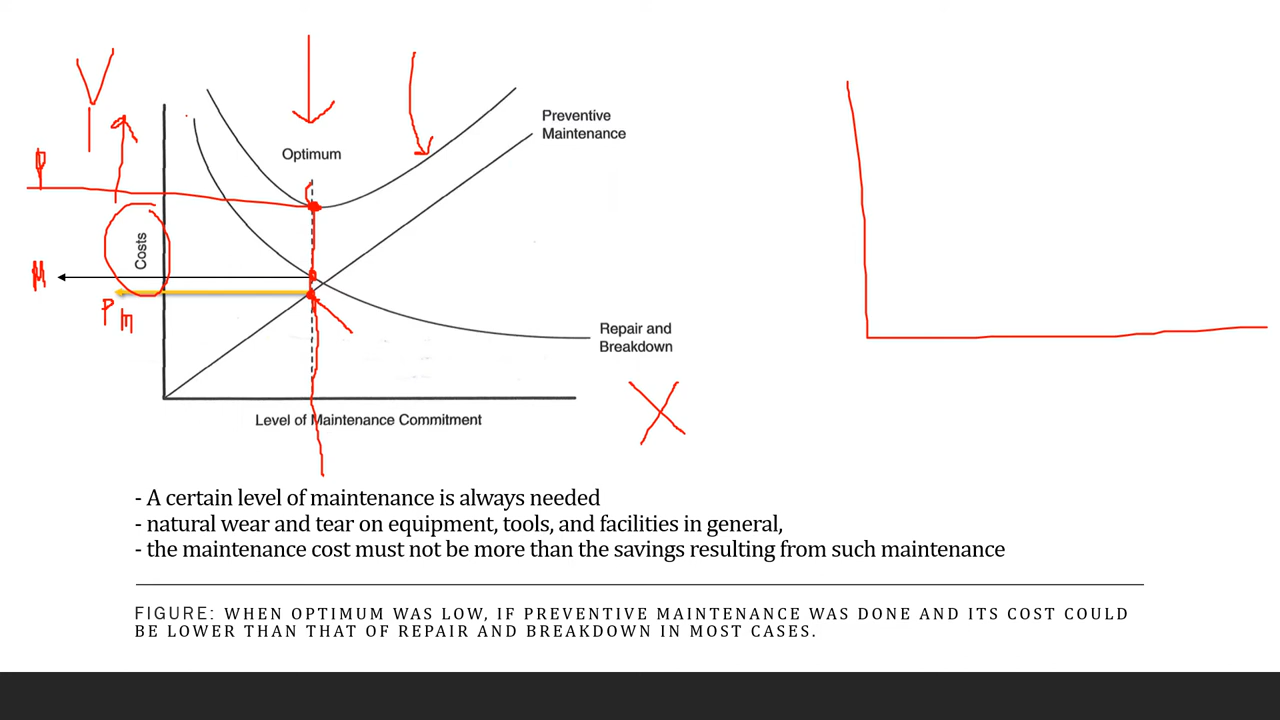 Preventive
Maintenance
Optimum
Costs
M
Pm
Repair and
Breakdown
Level of Maintenance Commitment
- A certain level of maintenance is always needed
- natural wear and tear on equipment, tools, and facilities in general,
- the maintenance cost must not be more than the savings resulting from such maintenance
FIGURE: WHEN OPTIMUM WAS LOW, IF PREVENTIVE MAINTENANCE WAS DONE AND ITS COST COULD
BE LOWER THAN THAT OF REPAIR AND BREAKDOWN IN MOST CASES.